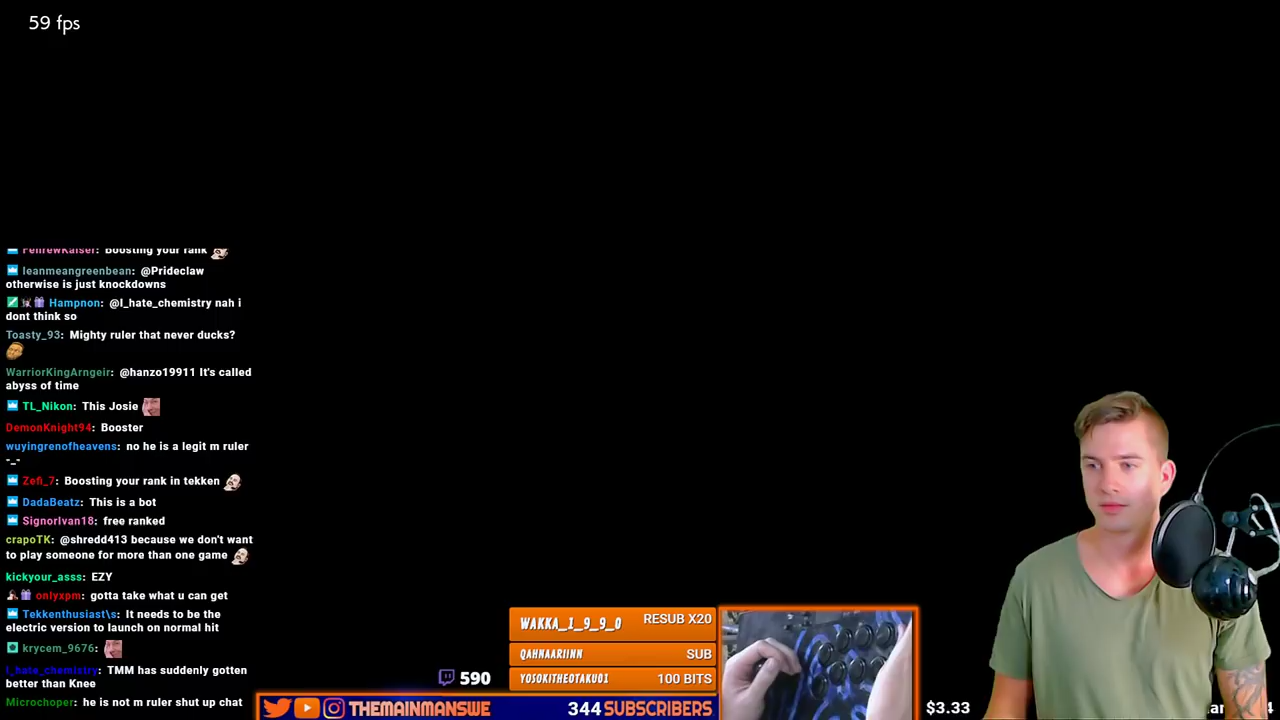 59 fps
FenrewKaiser: Boosting your rank
leanmeangreenbean: @Prideclaw
otherwise is just knockdowns
Hampnon: @I_hate_chemistry nah i
dont think so
Toasty_93: Mighty ruler that never ducks?
WarriorKingArngeir: @hanzo19911 It's called
abyss of time
TL_Nikon: This Josie
DemonKnight94: Booster
wuyingrenofheavens: no he is a legit m ruler
-_-
Zefi_7: Boosting your rank in tekken
DadaBeatz: This is a bot
SignorIvan18: free ranked
crapoTK: @shredd413 because we don't want
to play someone for more than one game
kickyour_asss: EZY
onlyxpm: gotta take what u can get
Tekkenthusiast\s: It needs to be the
electric version to launch on normal hit
krycem_9676:
I_hate_chemistry: TMM has suddenly gotten
better than Knee
Microchoper: he is not m ruler shut up chat
590
WAKKA_1_9_9_0 RESUB X20
QAHNAARIINN SUB
YOSOKITHEOTAKU01 100 BITS
THEMAINMANSWE 344 SUBSCRIBERS
$3.33